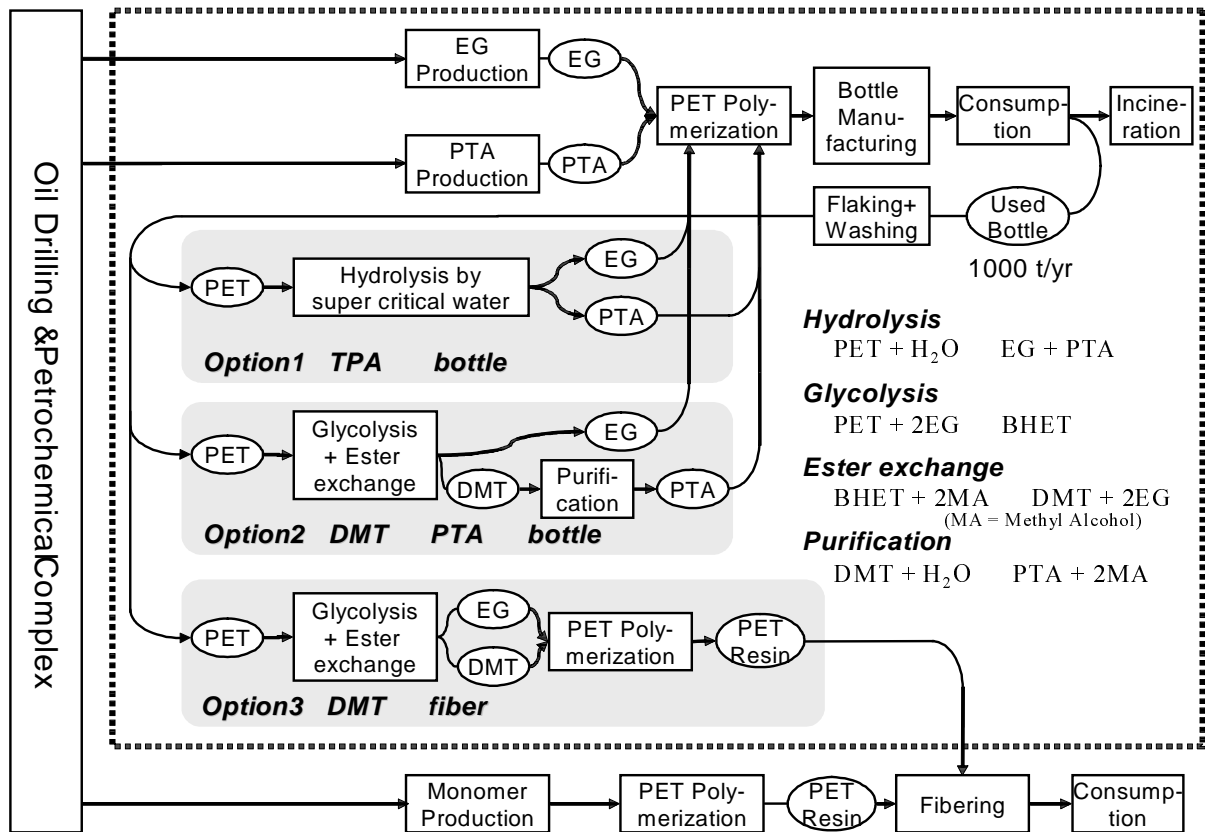 Oil Drilling &PetrochemicalComplex
EG
Production
EG
PTA
Production
PTA
PET Poly-
merization
Bottle
Manu-
facturing
Consump-
tion
Incine-
ration
Flaking+
Washing
Used
Bottle
1000 t/yr
PET
Hydrolysis by
super critical water
EG
PTA
Option1 TPA bottle
PET
Glycolysis
+ Ester
exchange
EG
DMT
Purifi-
cation
PTA
Option2 DMT PTA bottle
PET
Glycolysis
+ Ester
exchange
EG
DMT
PET Poly-
merization
PET
Resin
Option3 DMT fiber
Hydrolysis
PET + H₂O EG + PTA
Glycolysis
PET + 2EG BHET
Ester exchange
BHET + 2MA DMT + 2EG
(MA = Methyl Alcohol)
Purification
DMT + H₂O PTA + 2MA
Monomer
Production
PET Poly-
merization
PET
Resin
Fibering
Consump-
tion